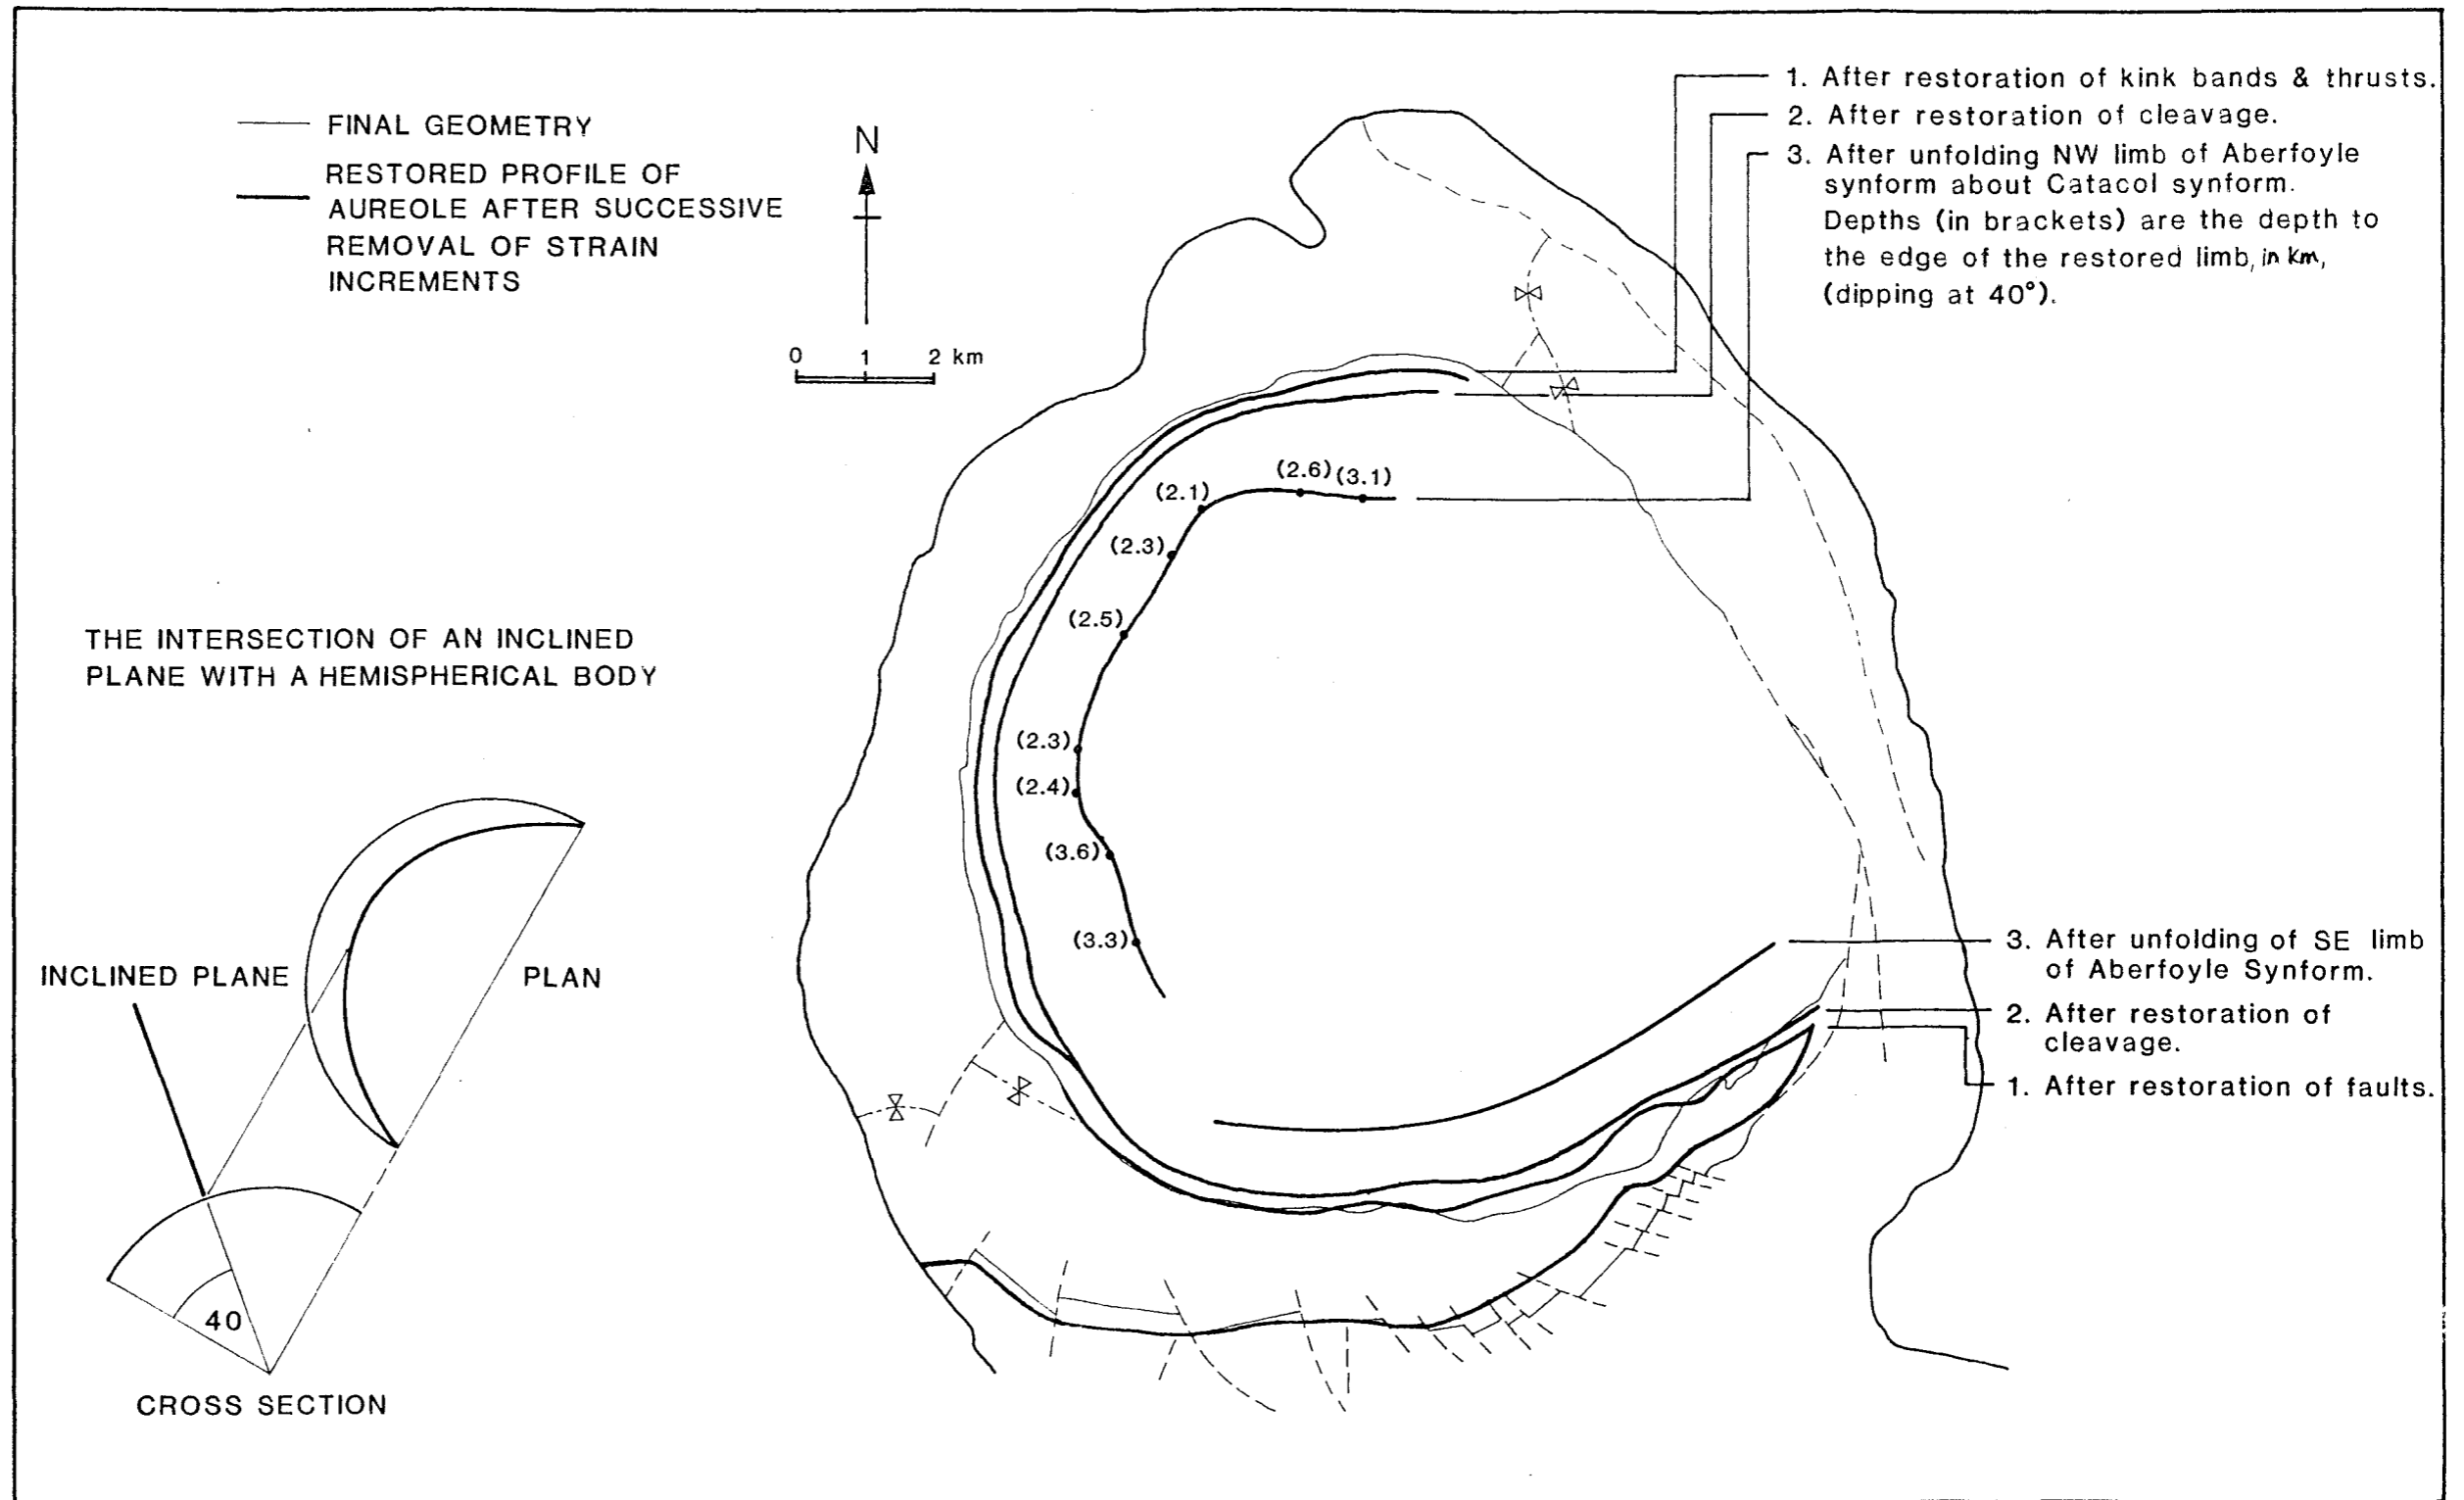 FINAL GEOMETRY
RESTORED PROFILE OF
AUREOLE AFTER SUCCESSIVE
REMOVAL OF STRAIN
INCREMENTS
N
0 1 2 km
1. After restoration of kink bands & thrusts.
2. After restoration of cleavage.
3. After unfolding NW limb of Aberfoyle
synform about Catacol synform.
Depths (in brackets) are the depth to
the edge of the restored limb, in km,
(dipping at 40°).
(2.6) (3.1)
(2.1)
(2.3)
(2.5)
(2.3)
(2.4)
(3.6)
(3.3)
THE INTERSECTION OF AN INCLINED
PLANE WITH A HEMISPHERICAL BODY
INCLINED PLANE
PLAN
40
CROSS SECTION
3. After unfolding of SE limb
of Aberfoyle Synform.
2. After restoration of
cleavage.
1. After restoration of faults.